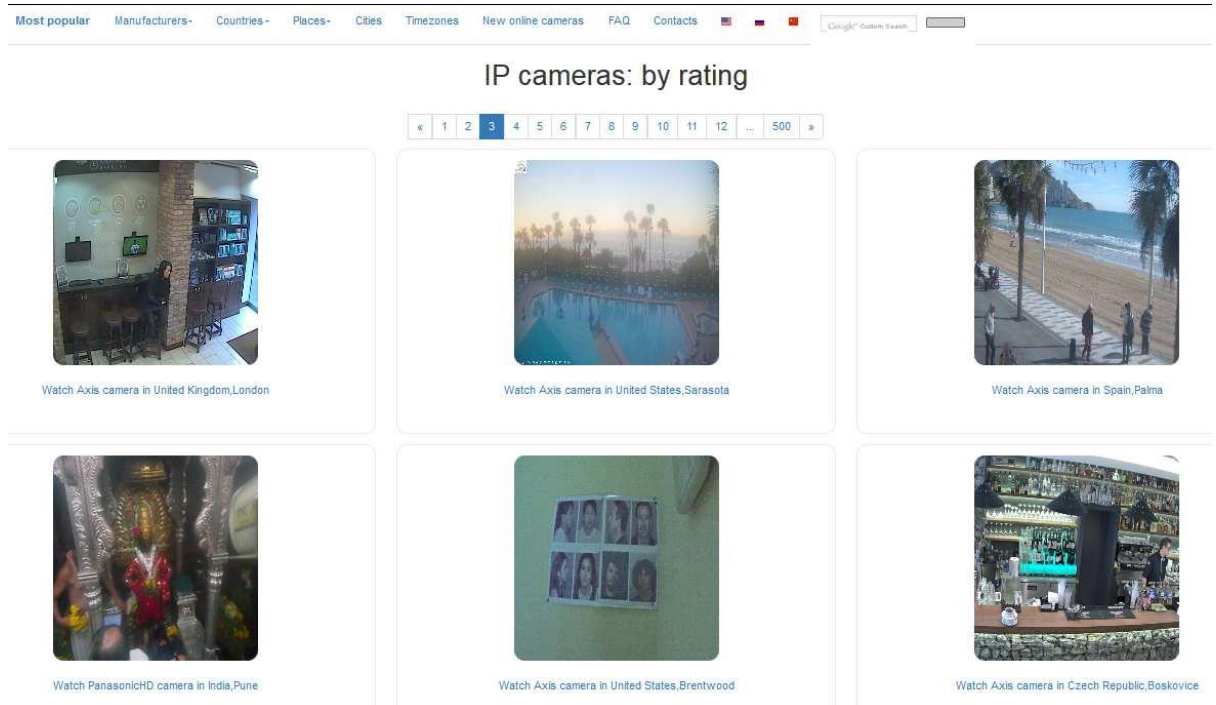 Most popular Manufacturers- Countries- Places- Cities Timezones New online cameras FAQ Contacts Google™ Custom Search
IP cameras: by rating
« 1 2 3 4 5 6 7 8 9 10 11 12 ... 500 »
Watch Axis camera in United Kingdom,London
Watch Axis camera in United States,Sarasota
Watch Axis camera in Spain,Palma
Watch PanasonicHD camera in India,Pune
Watch Axis camera in United States,Brentwood
Watch Axis camera in Czech Republic,Boskovice